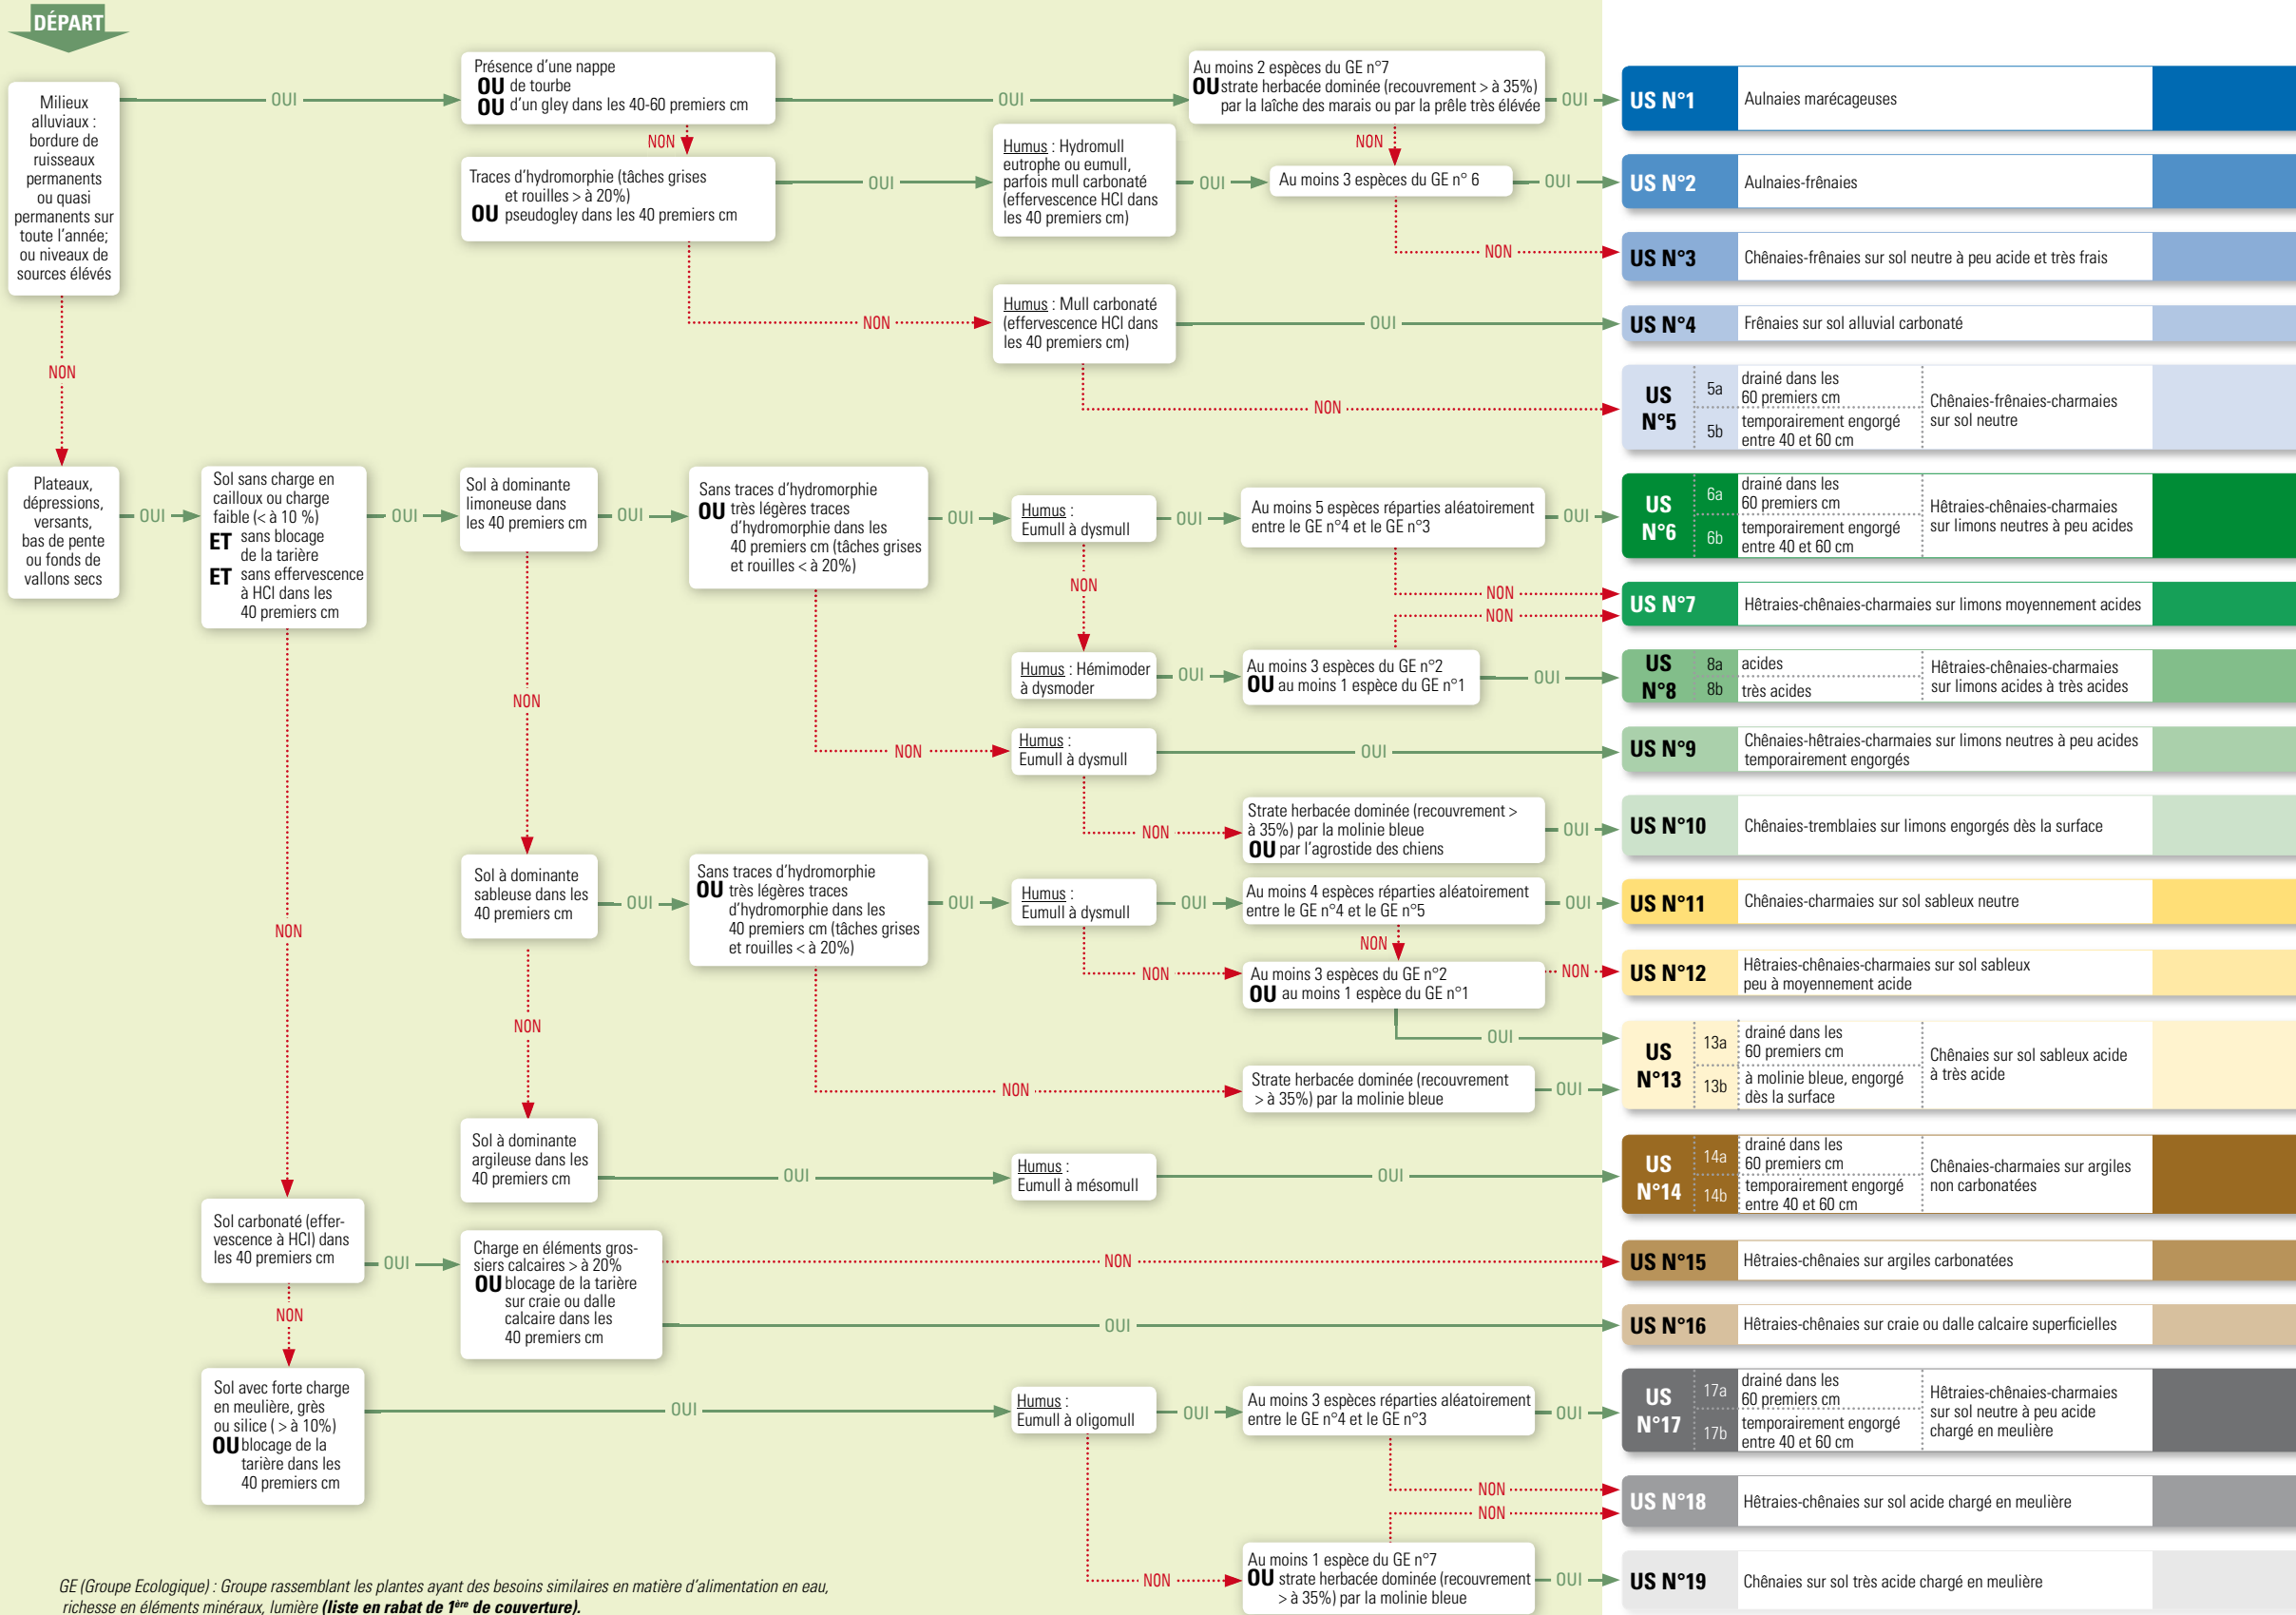 DÉPART
Milieux
alluviaux :
bordure de
ruisseaux
permanents
ou quasi
permanents sur
toute l'année;
ou niveaux de
sources élévés
OUI
NON
Présence d'une nappe
OU de tourbe
OU d'un gley dans les 40-60 premiers cm
OUI
NON
Au moins 2 espèces du GE n°7
OU strate herbacée dominée (recouvrement > à 35%)
par la laîche des marais ou par la prêle très élévée
OUI
NON
US N°1
Aulnaies marécageuses
Traces d'hydromorphie (tâches grises
et rouilles > à 20%)
OU pseudogley dans les 40 premiers cm
OUI
NON
Humus : Hydromull
eutrophe ou eumull,
parfois mull carbonaté
(effervescence HCl dans
les 40 premiers cm)
OUI
Au moins 3 espèces du GE n° 6
OUI
NON
US N°2
Aulnaies-frênaies
US N°3
Chênaies-frênaies sur sol neutre à peu acide et très frais
Humus : Mull carbonaté
(effervescence HCl dans
les 40 premiers cm)
OUI
NON
US N°4
Frênaies sur sol alluvial carbonaté
US
N°5
5a
drainé dans les
60 premiers cm
5b
temporairement engorgé
entre 40 et 60 cm
Chênaies-frênaies-charmaies
sur sol neutre
Plateaux,
dépressions,
versants,
bas de pente
ou fonds de
vallons secs
OUI
Sol sans charge en
cailloux ou charge
faible (< à 10 %)
ET sans blocage
de la tarière
ET sans effervescence
à HCl dans les
40 premiers cm
OUI
NON
Sol à dominante
limoneuse dans
les 40 premiers cm
OUI
NON
Sans traces d'hydromorphie
OU très légères traces
d'hydromorphie dans les
40 premiers cm (tâches grises
et rouilles < à 20%)
OUI
NON
Humus :
Eumull à dysmull
OUI
NON
Au moins 5 espèces réparties aléatoirement
entre le GE n°4 et le GE n°3
OUI
NON
US
N°6
6a
drainé dans les
60 premiers cm
6b
temporairement engorgé
entre 40 et 60 cm
Hêtraies-chênaies-charmaies
sur limons neutres à peu acides
NON
US N°7
Hêtraies-chênaies-charmaies sur limons moyennement acides
Humus : Hémimoder
à dysmoder
OUI
Au moins 3 espèces du GE n°2
OU au moins 1 espèce du GE n°1
OUI
US
N°8
8a
acides
8b
très acides
Hêtraies-chênaies-charmaies
sur limons acides à très acides
Humus :
Eumull à dysmull
OUI
NON
US N°9
Chênaies-hêtraies-charmaies sur limons neutres à peu acides
temporairement engorgés
Strate herbacée dominée (recouvrement >
à 35%) par la molinie bleue
OU par l'agrostide des chiens
OUI
US N°10
Chênaies-tremblaies sur limons engorgés dès la surface
Sol à dominante
sableuse dans les
40 premiers cm
OUI
NON
Sans traces d'hydromorphie
OU très légères traces
d'hydromorphie dans les
40 premiers cm (tâches grises
et rouilles < à 20%)
OUI
NON
Humus :
Eumull à dysmull
OUI
NON
Au moins 4 espèces réparties aléatoirement
entre le GE n°4 et le GE n°5
OUI
NON
US N°11
Chênaies-charmaies sur sol sableux neutre
Au moins 3 espèces du GE n°2
OU au moins 1 espèce du GE n°1
NON
OUI
US N°12
Hêtraies-chênaies-charmaies sur sol sableux
peu à moyennement acide
Strate herbacée dominée (recouvrement
> à 35%) par la molinie bleue
OUI
US
N°13
13a
drainé dans les
60 premiers cm
13b
à molinie bleue, engorgé
dès la surface
Chênaies sur sol sableux acide
à très acide
Sol à dominante
argileuse dans les
40 premiers cm
OUI
Humus :
Eumull à mésomull
OUI
US
N°14
14a
drainé dans les
60 premiers cm
14b
temporairement engorgé
entre 40 et 60 cm
Chênaies-charmaies sur argiles
non carbonatées
Sol carbonaté (effer-
vescence à HCl) dans
les 40 premiers cm
OUI
NON
Charge en éléments gros-
siers calcaires > à 20%
OU blocage de la tarière
sur craie ou dalle
calcaire dans les
40 premiers cm
NON
OUI
US N°15
Hêtraies-chênaies sur argiles carbonatées
US N°16
Hêtraies-chênaies sur craie ou dalle calcaire superficielles
Sol avec forte charge
en meulière, grès
ou silice ( > à 10%)
OU blocage de la
tarière dans les
40 premiers cm
OUI
Humus :
Eumull à oligomull
OUI
NON
Au moins 3 espèces réparties aléatoirement
entre le GE n°4 et le GE n°3
OUI
NON
US
N°17
17a
drainé dans les
60 premiers cm
17b
temporairement engorgé
entre 40 et 60 cm
Hêtraies-chênaies-charmaies
sur sol neutre à peu acide
chargé en meulière
NON
US N°18
Hêtraies-chênaies sur sol acide chargé en meulière
Au moins 1 espèce du GE n°7
OU strate herbacée dominée (recouvrement
> à 35%) par la molinie bleue
OUI
US N°19
Chênaies sur sol très acide chargé en meulière
GE (Groupe Ecologique) : Groupe rassemblant les plantes ayant des besoins similaires en matière d'alimentation en eau,
richesse en éléments minéraux, lumière (liste en rabat de 1ère de couverture).